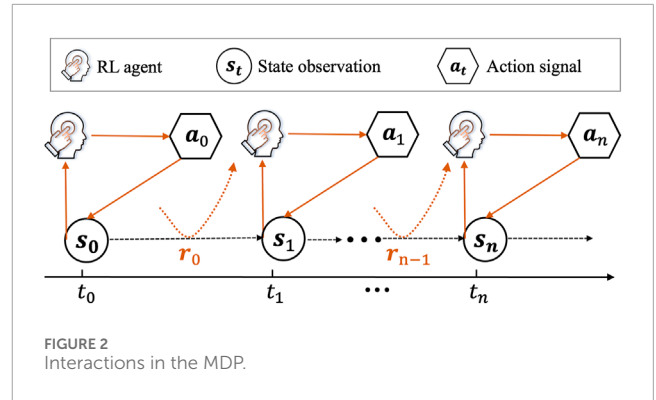 RL agent s_t State observation a_t Action signal
a_0 a_1 a_n
s_0 s_1 ••• s_n
r_0 r_{n−1}
t_0 t_1 ••• t_n
FIGURE 2
Interactions in the MDP.